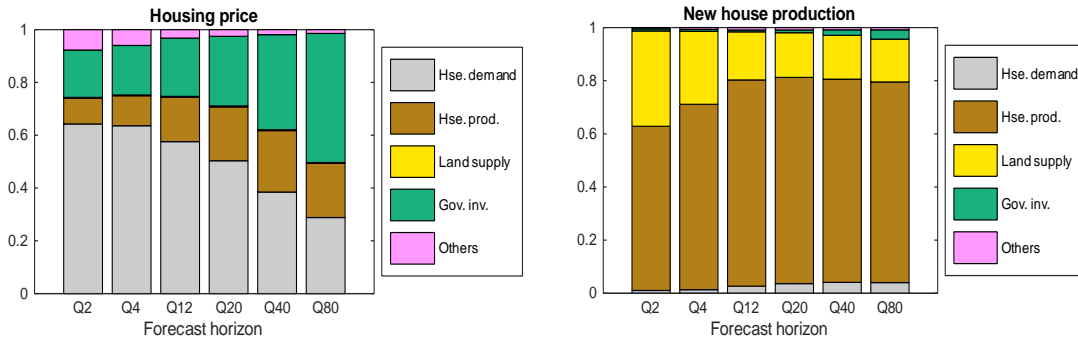 Housing price
1
0.8
0.6
0.4
0.2
0
Q2 Q4 Q12 Q20 Q40 Q80
Forecast horizon
Hse. demand
Hse. prod.
Land supply
Gov. inv.
Others
New house production
1
0.8
0.6
0.4
0.2
0
Q2 Q4 Q12 Q20 Q40 Q80
Forecast horizon
Hse. demand
Hse. prod.
Land supply
Gov. inv.
Others